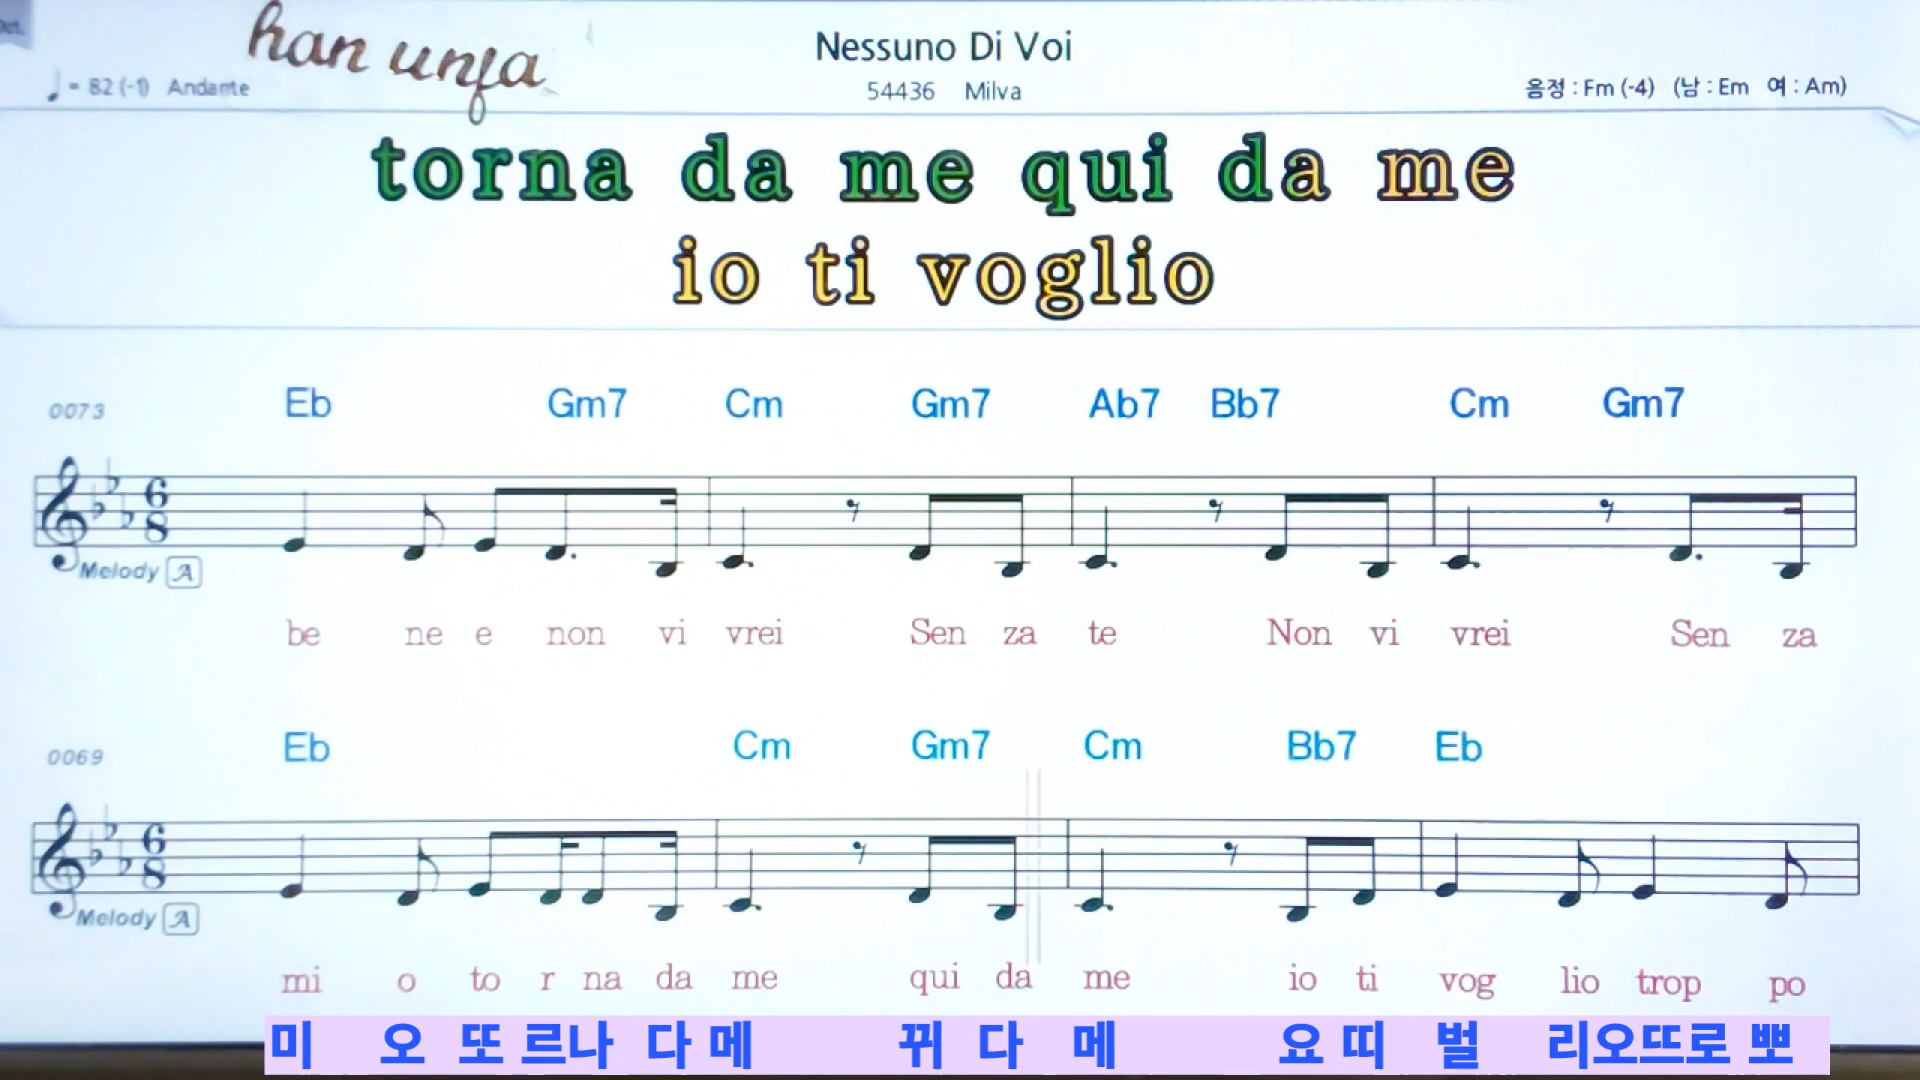 han unja
Nessuno Di Voi
♩ = 82 (-1) Andante
54436 Milva
음정 : Fm (-4) (남 : Em 여 : Am)
torna da me qui da me
io ti voglio
0073 Eb Gm7 Cm Gm7 Ab7 Bb7 Cm Gm7
6
8
Melody A
be ne e non vi vrei Sen za te Non vi vrei Sen za
0069 Eb Cm Gm7 Cm Bb7 Eb
6
8
Melody A
mi o to r na da me qui da me io ti vog lio trop po
미 오 또 르나 다 메 뀌 다 메 요 띠 벌 리오뜨로 뽀